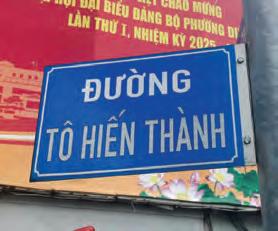 CHÀO MỪNG
HỘI ĐẠI BIỂU ĐẢNG BỘ PHƯỜNG
LẦN THỨ I, NHIỆM KỲ 2025
ĐƯỜNG
TÔ HIẾN THÀNH